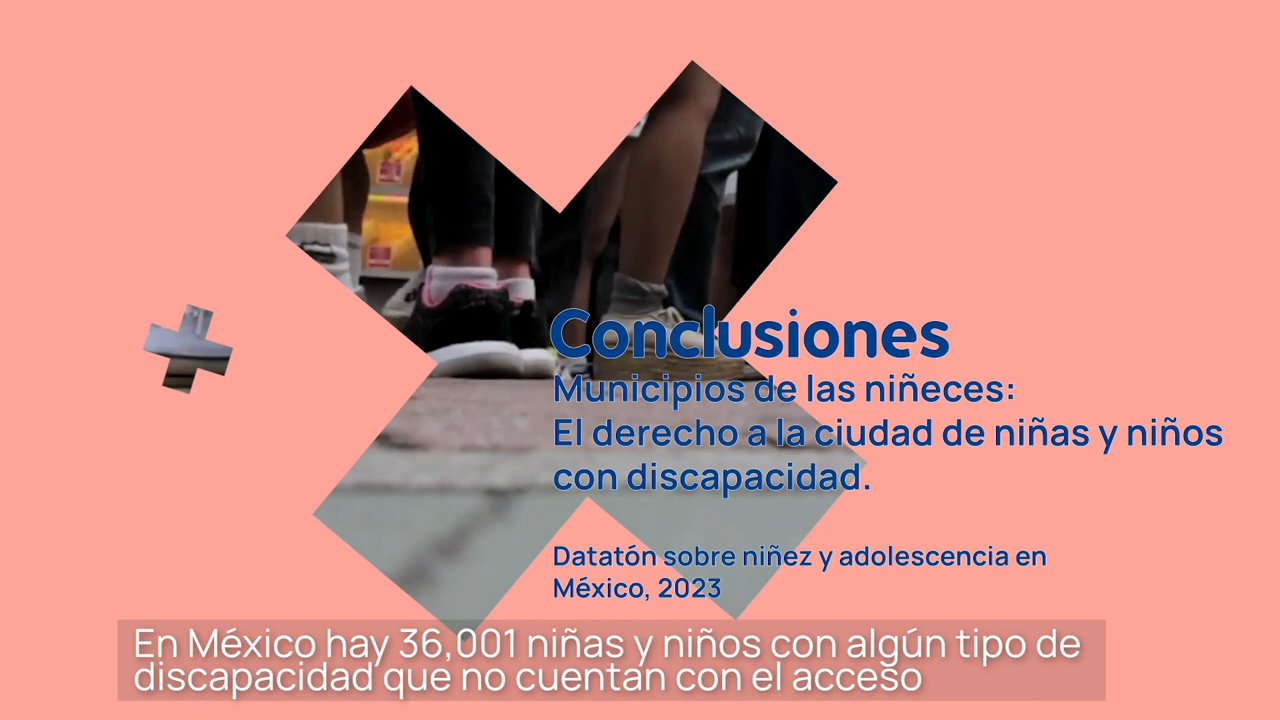 Conclusiones
Municipios de las niñeces:
El derecho a la ciudad de niñas y niños
con discapacidad.
Datatón sobre niñez y adolescencia en
México, 2023
En México hay 36,001 niñas y niños con algún tipo de
discapacidad que no cuentan con el acceso